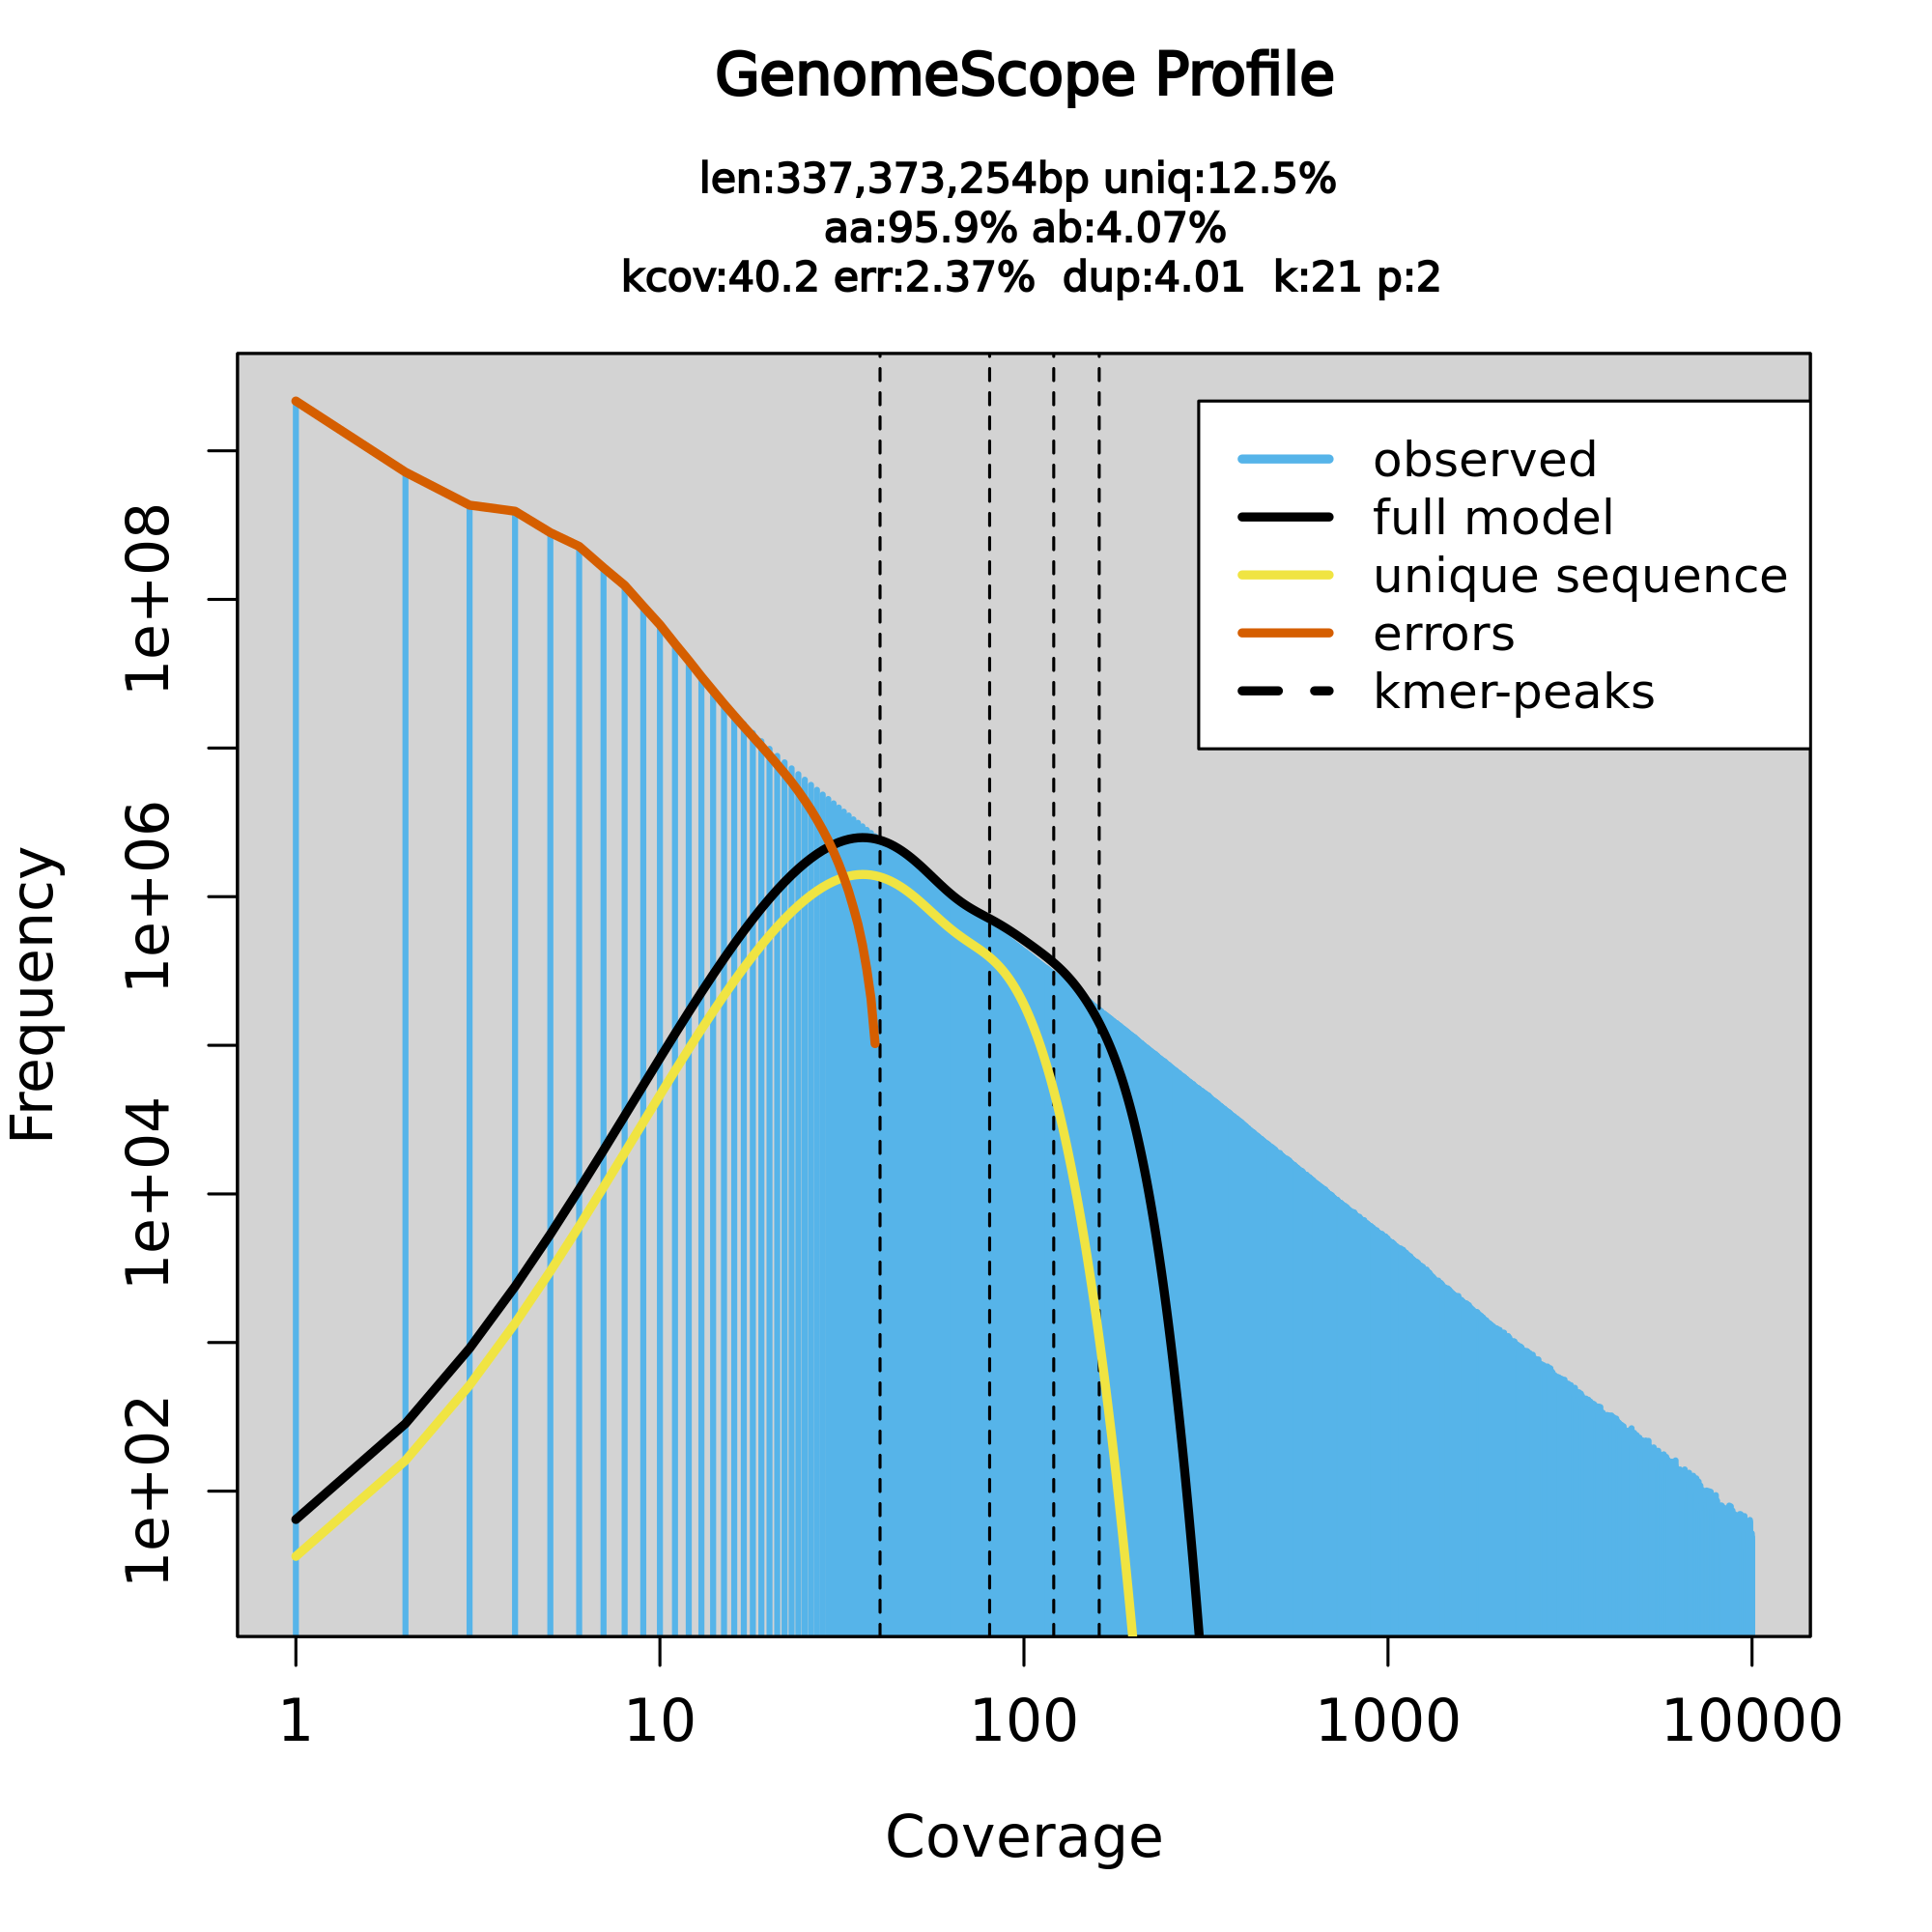 GenomeScope Profile
len:337,373,254bp uniq:12.5%
aa:95.9% ab:4.07%
kcov:40.2 err:2.37% dup:4.01 k:21 p:2
observed
full model
unique sequence
errors
kmer-peaks
Frequency
1e+08
1e+06
1e+04
1e+02
1 10 100 1000 10000
Coverage